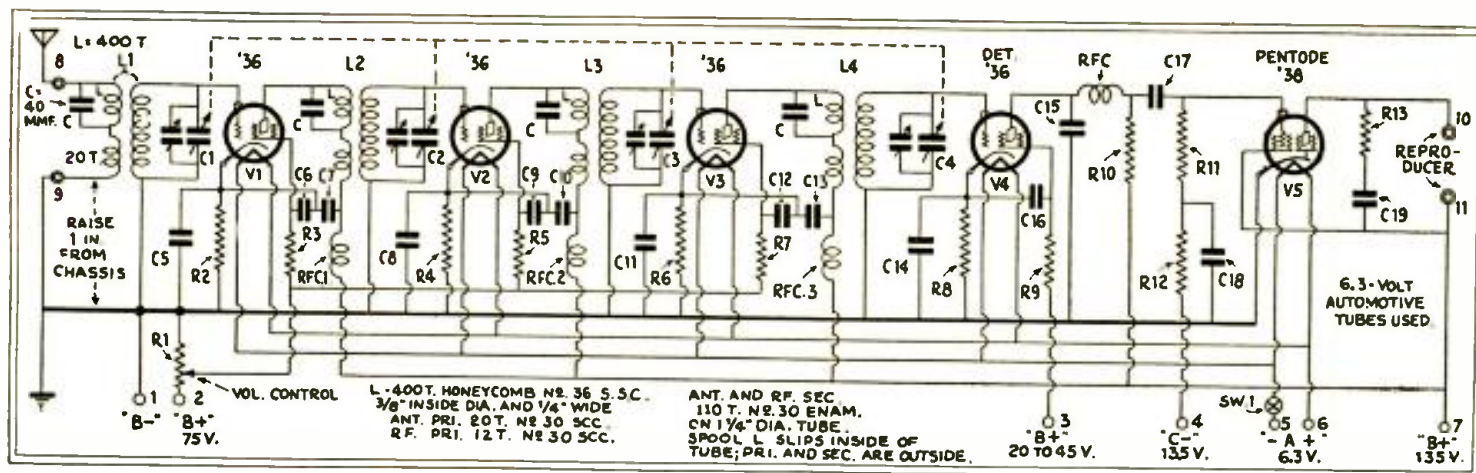 L=400 T.
L1
'36
L2
'36
L3
'36
L4
DET.
'36
RFC
C17
PENTODE
'38
8
C=
40
MMF.
C
L
20 T.
9
C1
V1
C
L
C2
V2
C
L
C3
V3
C
L
C4
V4
C15
R10
R11
V5
R13
10
REPRO-
DUCER
11
C19
RAISE
1 IN
FROM
CHASSIS
C5
R2
C6
C7
R3
RFC.1
C8
R4
C9
C10
R5
RFC.2
C11
R6
C12
C13
R7
RFC.3
C14
R8
C16
R9
R12
C18
6.3-VOLT
AUTOMOTIVE
TUBES USED.
R1
VOL. CONTROL
1
"B-"
2
"B+"
75 V.
L-400 T. HONEYCOMB Nº. 36 S.S.C.
3/8" INSIDE DIA. AND 1/4" WIDE
ANT. PRI. 20 T. Nº 30 SCC.
R.F. PRI. 12 T. Nº 30 SCC.
ANT. AND RF. SEC.
110 T. Nº. 30 ENAM.
ON 1 1/4" DIA. TUBE.
SPOOL L SLIPS INSIDE OF
TUBE; PRI. AND SEC. ARE OUTSIDE.
3
"B+"
20 TO 45 V.
4
"C-"
13.5 V.
SW.1
5
6
"- A +"
6.3 V.
7
"B+"
135 V.